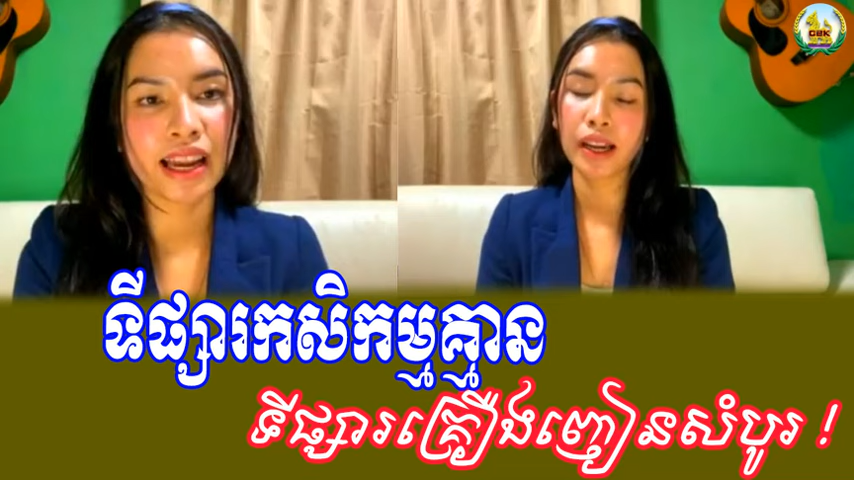 CBK
ទីផ្សារកសិកម្មគ្មាន
ទីផ្សារគ្រឿងញៀនសំបូរ !